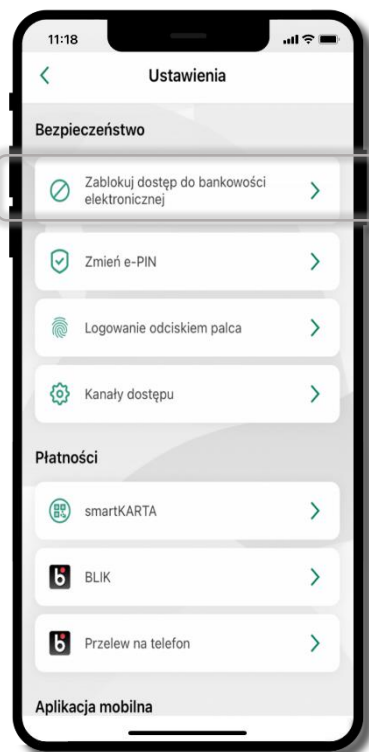 11:18
Ustawienia
Bezpieczeństwo
Zablokuj dostęp do bankowości
elektronicznej
Zmień e-PIN
Logowanie odciskiem palca
Kanały dostępu
Płatności
smartKARTA
BLIK
Przelew na telefon
Aplikacja mobilna